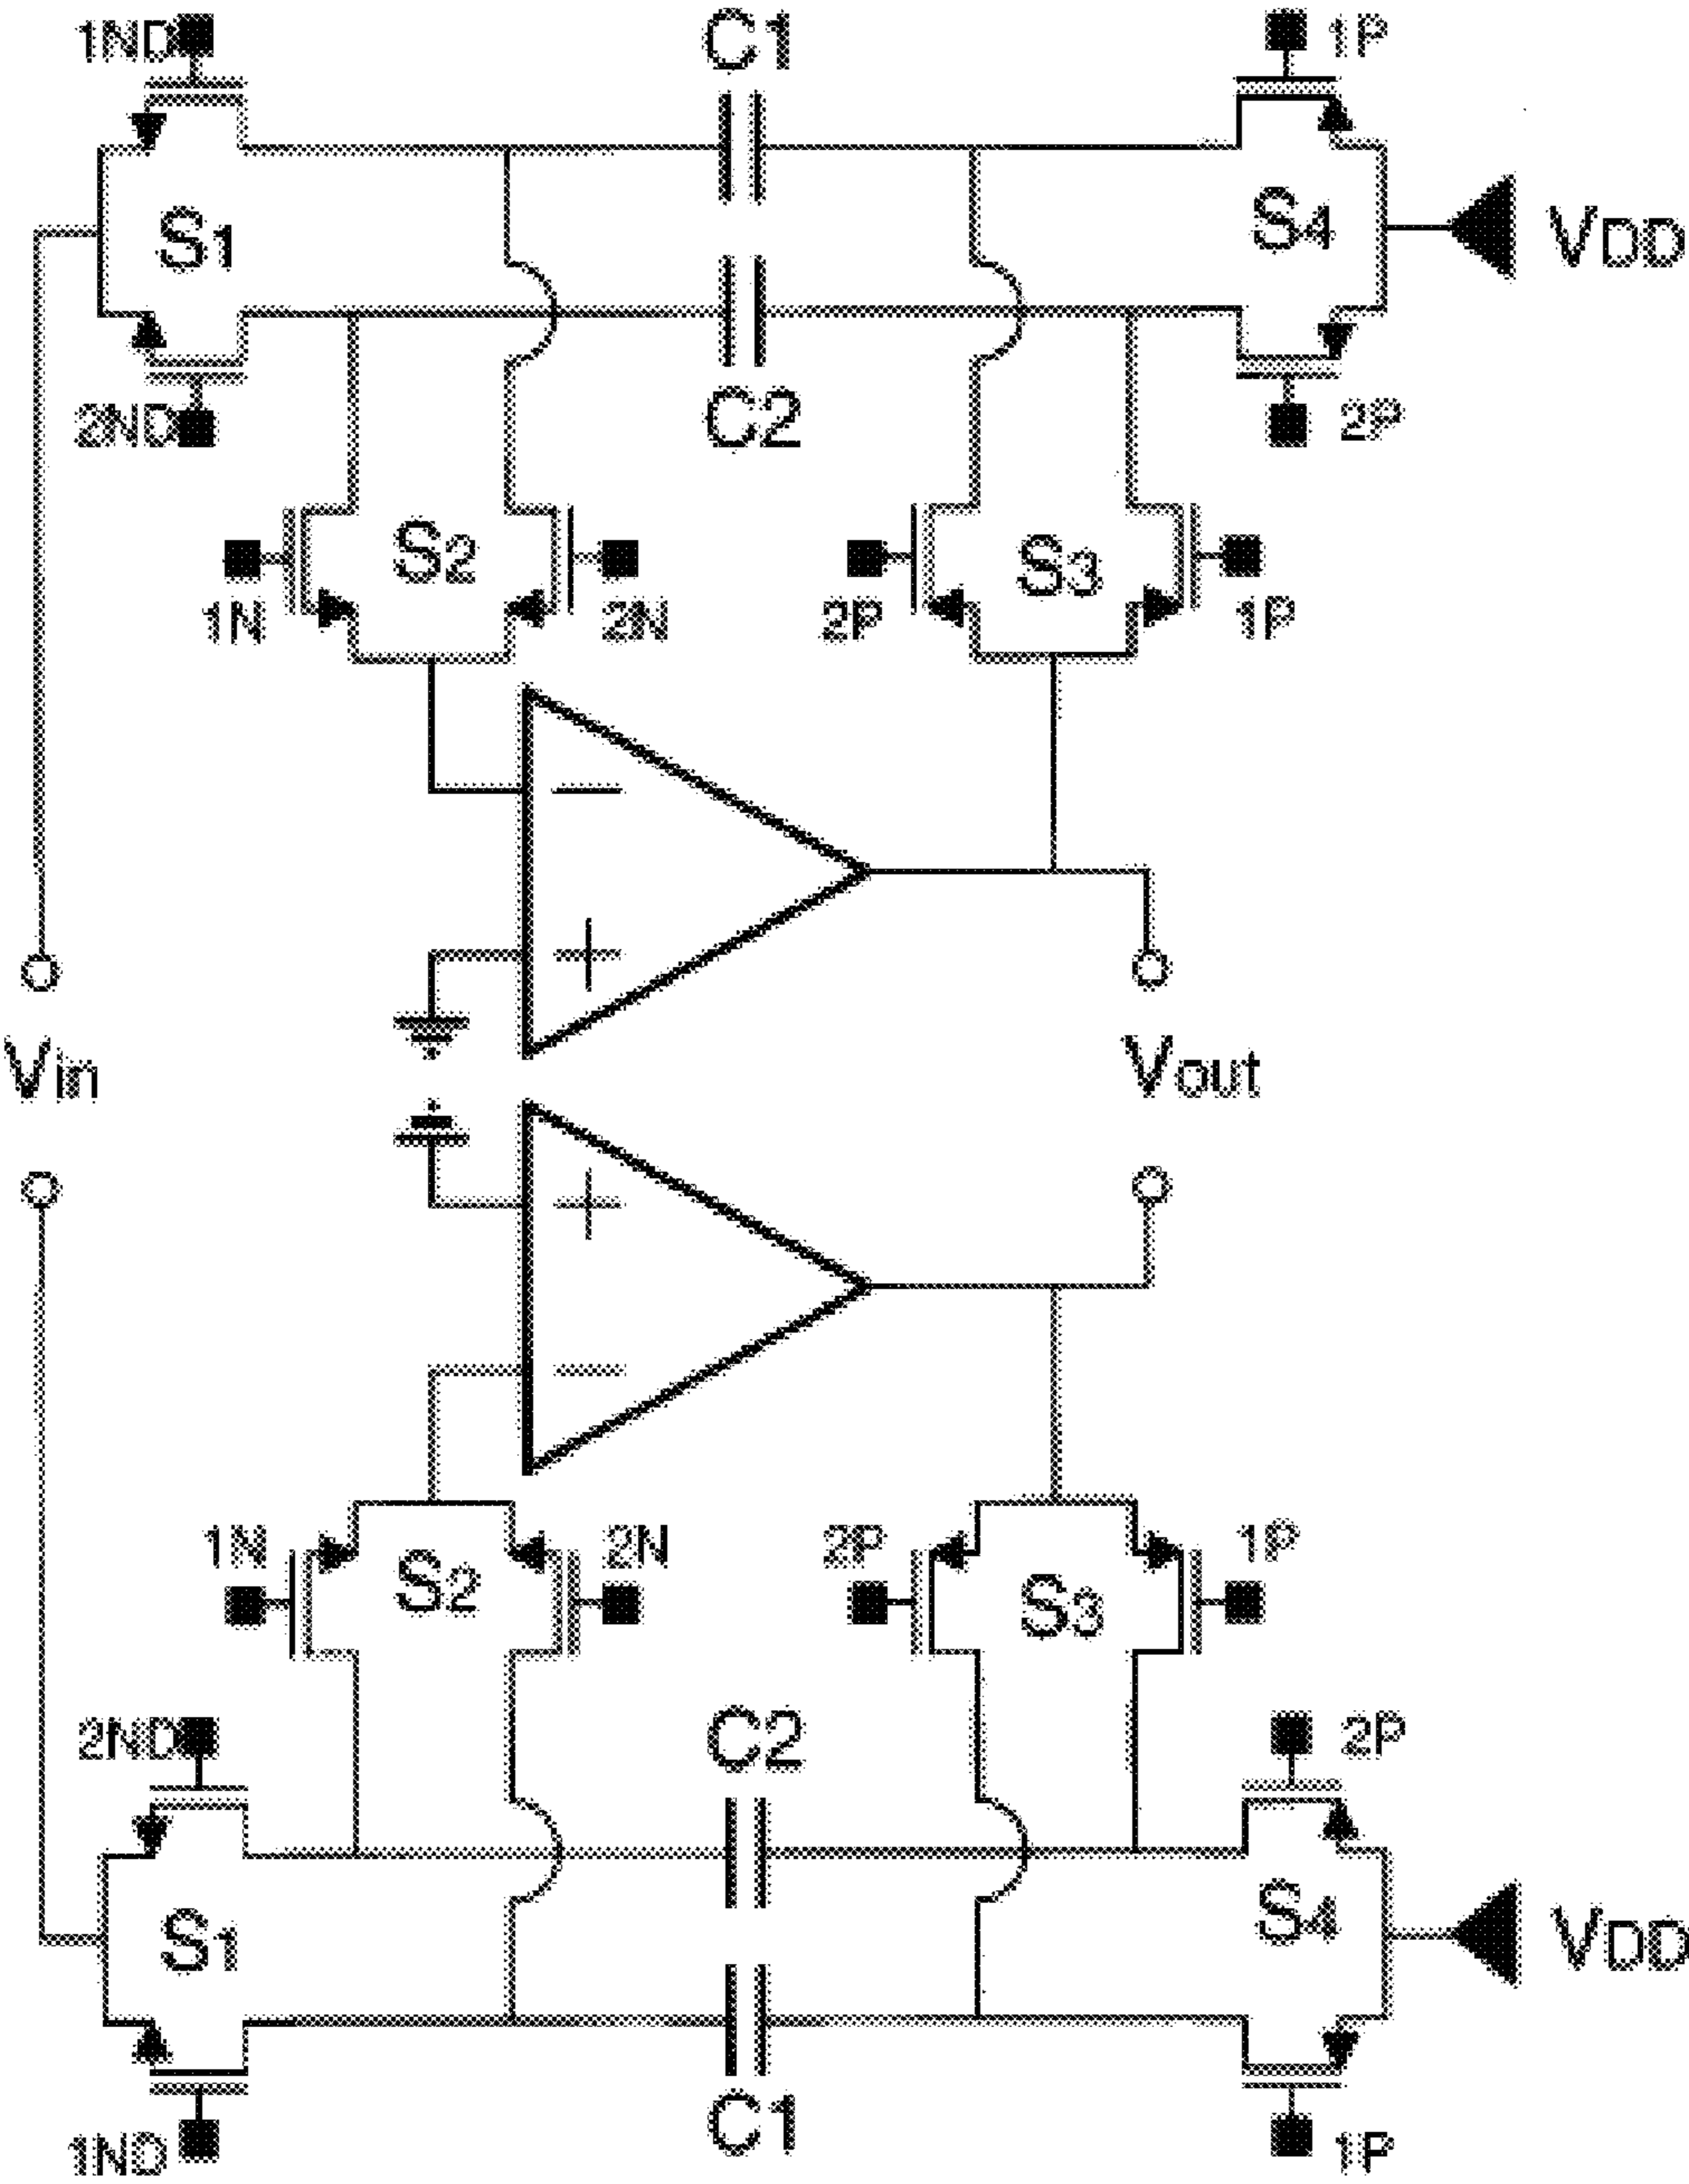 1ND C1 1P
S1 S4 VDD
2ND C2 2P
S2 S3
1N 2N 2P 1P
−
+
Vin Vout
+
−
1N S2 2N 2P S3 1P
2ND C2 2P
S1 S4 VDD
1ND C1 1P